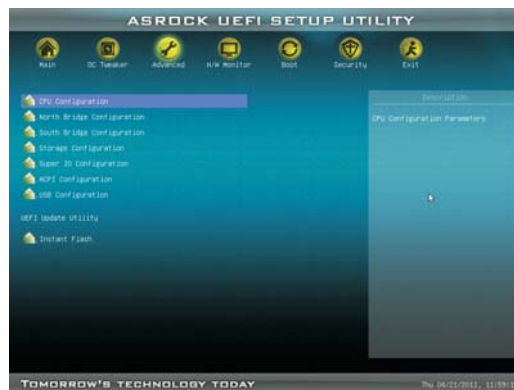 ASROCK UEFI SETUP UTILITY
Main OC Tweaker Advanced H/W Monitor Boot Security Exit
CPU Configuration
North Bridge Configuration
South Bridge Configuration
Storage Configuration
Super IO Configuration
ACPI Configuration
USB Configuration
UEFI Update Utility
Instant Flash
Description
CPU Configuration Parameters
TOMORROW'S TECHNOLOGY TODAY
Thu 04/21/2011,